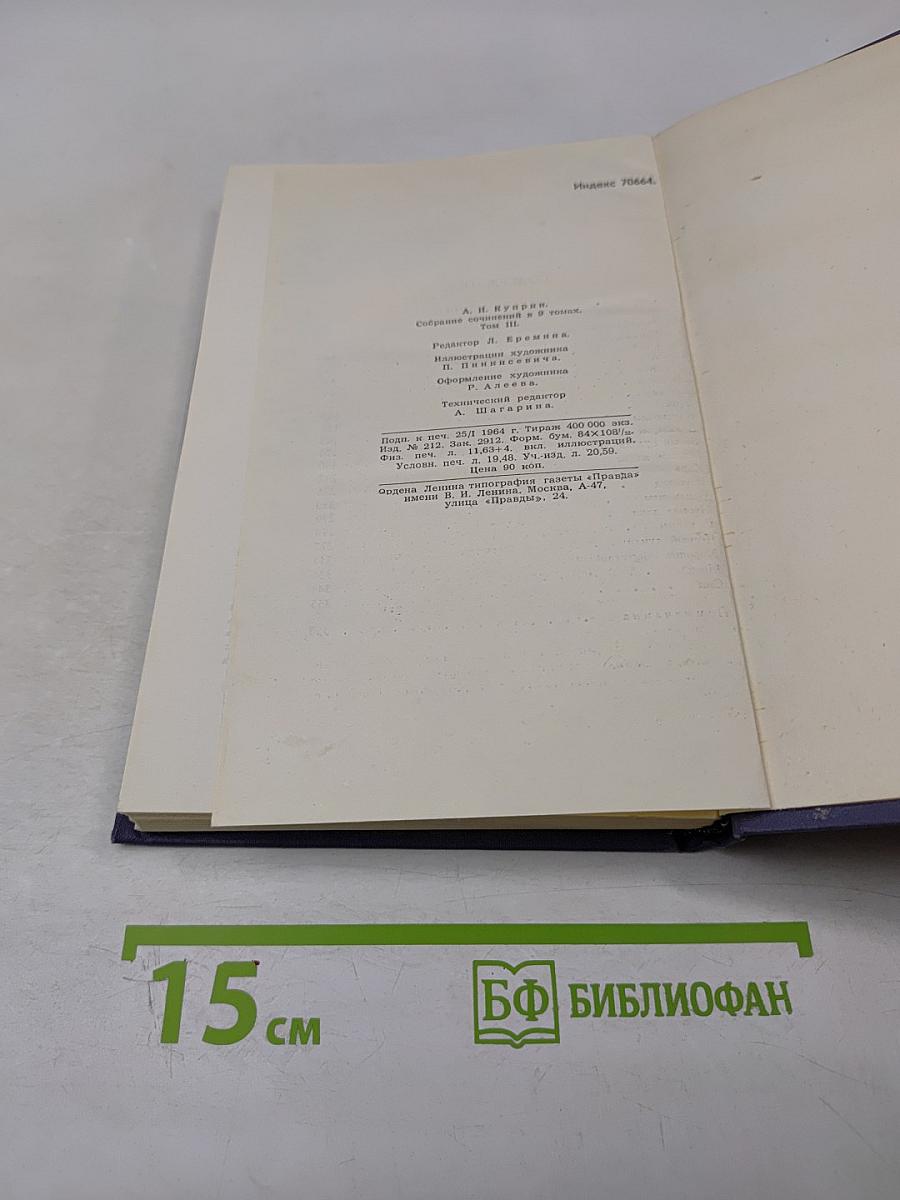 Индекс 70664.
А. И. Куприн.
Собрание сочинений в 9 томах.
Том III.
Редактор Л. Еремина.
Иллюстрации художника
П. Пинкисевича.
Оформление художника
Р. Алеева.
Технический редактор
А. Шагарина.
Подп. к печ. 25/I 1964 г. Тираж 400 000 экз.
Изд. № 212. Зак. 2912. Форм. бум. 84×108¹/₃₂.
Физ. печ. л. 11,63+4. вкл. иллюстраций.
Условн. печ. л. 19,48. Уч.-изд. л. 20,59.
Цена 90 коп.
Ордена Ленина типография газеты «Правда»
имени В. И. Ленина. Москва, А-47,
улица «Правды», 24.
15 см
БФ БИБЛИОФАН